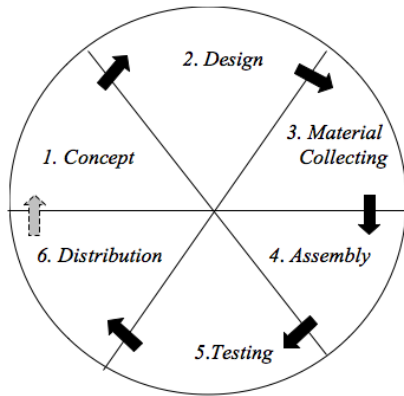 1. Concept
2. Design
3. Material
Collecting
4. Assembly
5.Testing
6. Distribution